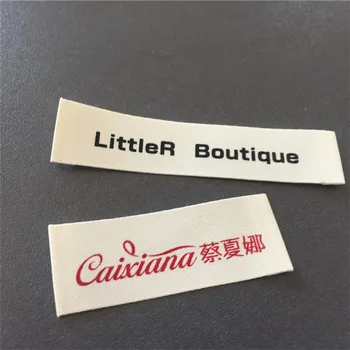 LittleR Boutique
Caixiana 蔡夏娜